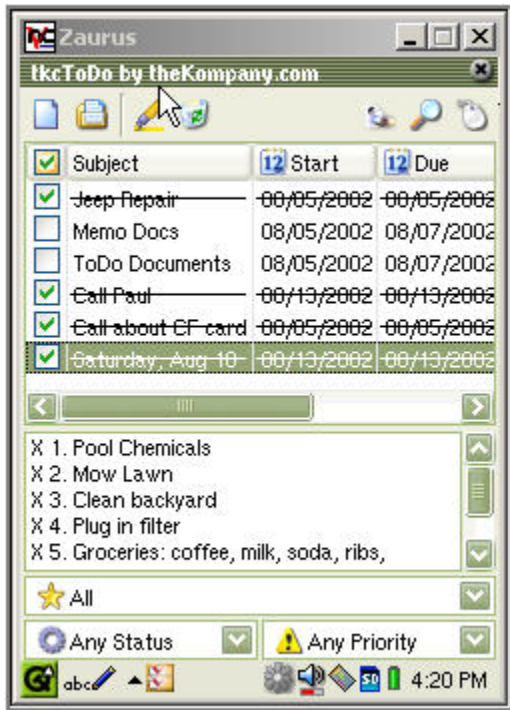 Zaurus
tkcToDo by theKompany.com
Subject 12 Start 12 Due
Jeep Repair 08/05/2002 08/05/2002
Memo Docs 08/05/2002 08/07/2002
ToDo Documents 08/05/2002 08/07/2002
Call Paul 08/13/2002 08/13/2002
Call about CF card 08/05/2002 08/05/2002
Saturday, Aug 10 08/13/2002 08/13/2002
X 1. Pool Chemicals
X 2. Mow Lawn
X 3. Clean backyard
X 4. Plug in filter
X 5. Groceries: coffee, milk, soda, ribs,
All
Any Status Any Priority
abc SD 4:20 PM